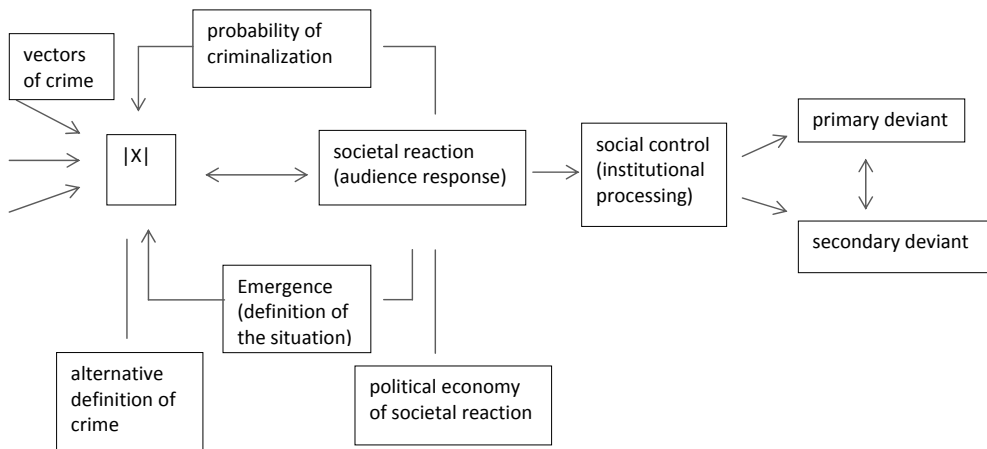 vectors
of crime
probability of
criminalization
|X|
societal reaction
(audience response)
social control
(institutional
processing)
primary deviant
secondary deviant
Emergence
(definition of
the situation)
alternative
definition of
crime
political economy
of societal reaction